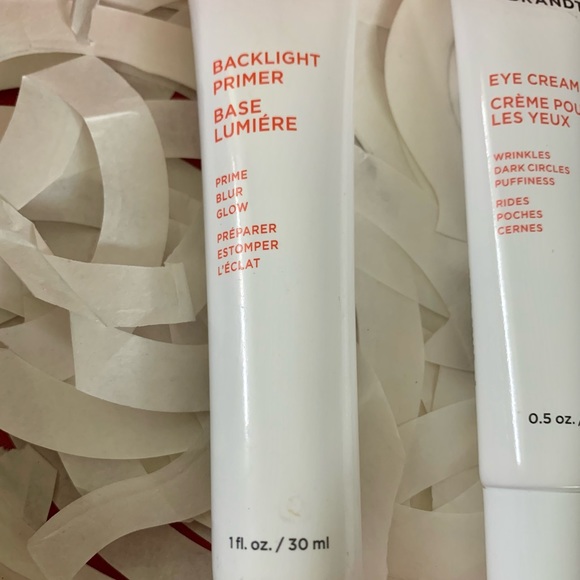 BACKLIGHT
PRIMER
BASE
LUMIÉRE
PRIME
BLUR
GLOW
PRÉPARER
ESTOMPER
L'ÉCLAT
1 fl. oz. / 30 ml
EYE CREAM
CRÈME POU
LES YEUX
WRINKLES
DARK CIRCLES
PUFFINESS
RIDES
POCHES
CERNES
0.5 oz. /